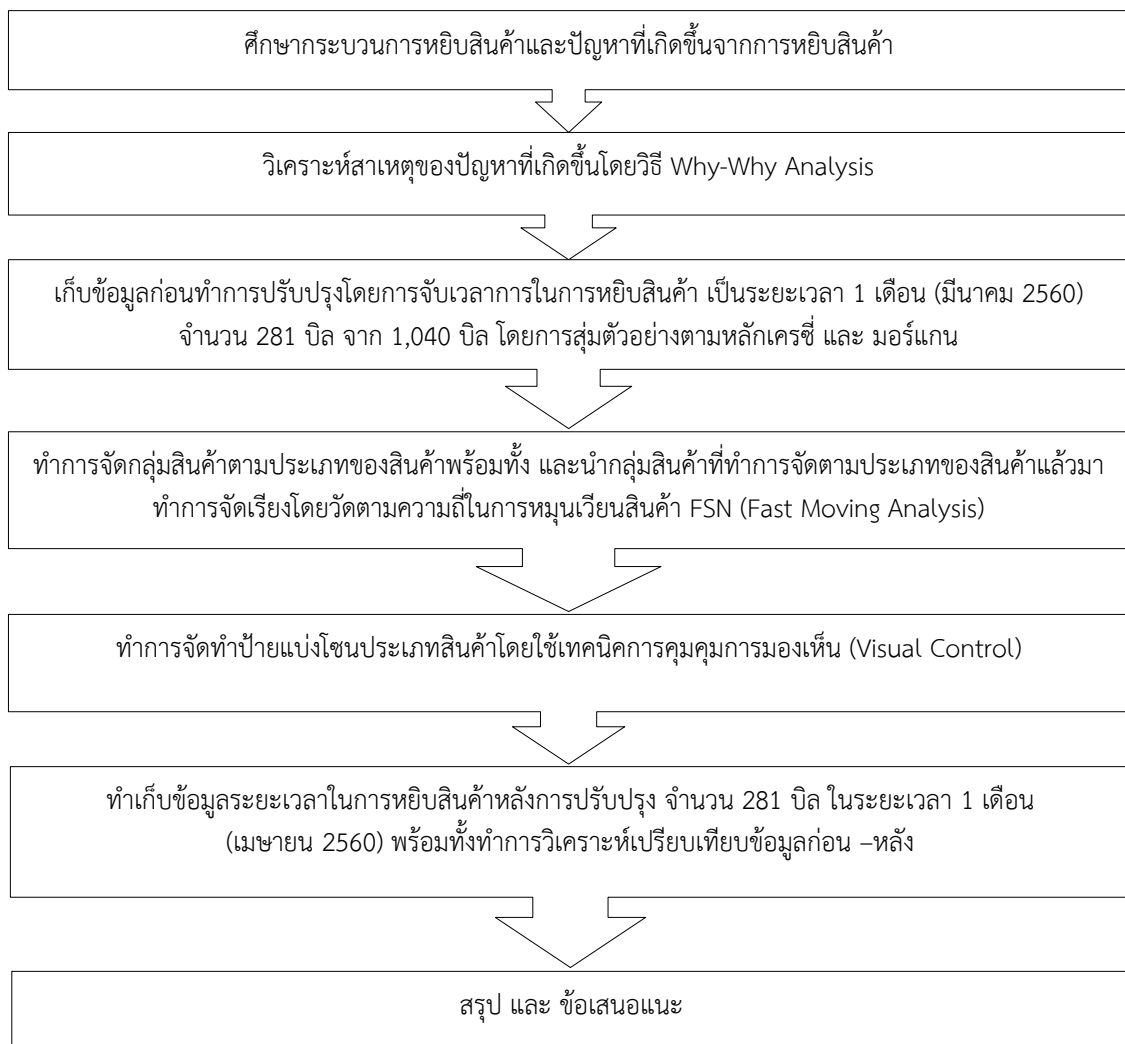 ศึกษากระบวนการหยิบสินค้าและปัญหาที่เกิดขึ้นจากการหยิบสินค้า
วิเคราะห์สาเหตุของปัญหาที่เกิดขึ้นโดยวิธี Why-Why Analysis
เก็บข้อมูลก่อนทำการปรับปรุงโดยการจับเวลาการในการหยิบสินค้า เป็นระยะเวลา 1 เดือน (มีนาคม 2560)
จำนวน 281 บิล จาก 1,040 บิล โดยการสุ่มตัวอย่างตามหลักเครซี่ และ มอร์แกน
ทำการจัดกลุ่มสินค้าตามประเภทของสินค้าพร้อมทั้ง และนำกลุ่มสินค้าที่ทำการจัดตามประเภทของสินค้าแล้วมา
ทำการจัดเรียงโดยวัดตามความถี่ในการหมุนเวียนสินค้า FSN (Fast Moving Analysis)
ทำการจัดทำป้ายแบ่งโซนประเภทสินค้าโดยใช้เทคนิคการคุมคุมการมองเห็น (Visual Control)
ทำเก็บข้อมูลระยะเวลาในการหยิบสินค้าหลังการปรับปรุง จำนวน 281 บิล ในระยะเวลา 1 เดือน
(เมษายน 2560) พร้อมทั้งทำการวิเคราะห์เปรียบเทียบข้อมูลก่อน –หลัง
สรุป และ ข้อเสนอแนะ